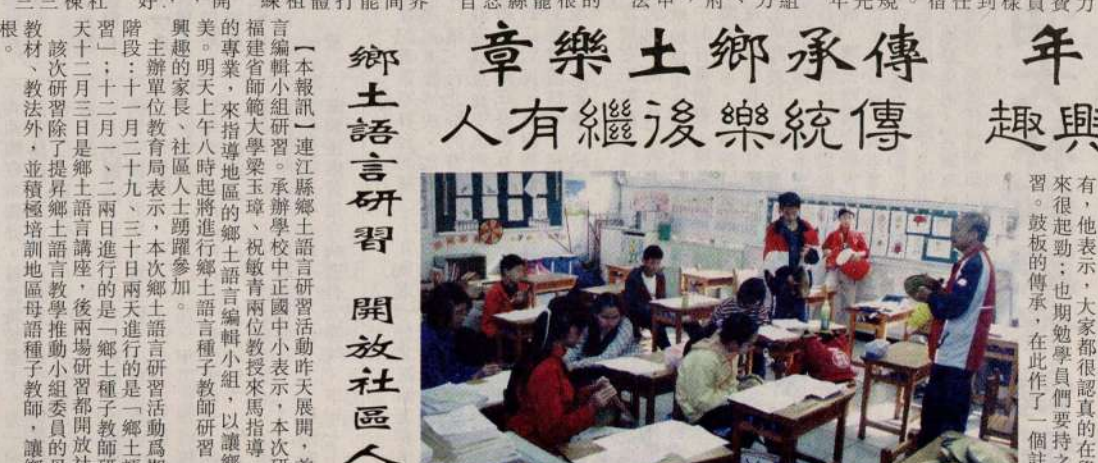 年 傳承鄉土樂章
興趣 傳統樂後繼有人
有，他表示，大家都很認真的在
來很起勁；也期勉學員們要持之
習。鼓板的傳承，在此作了一個註
鄉土語言研習 開放社區人
【本報訊】連江縣鄉土語言研習活動昨天展開，
言編輯小組研習。承辦學校中正國中小表示，本次研
福建省師範大學梁玉璋、祝敏青兩位教授來馬指導
的專業，來指導地區的鄉土語言編輯小組，以讓鄉
美。明天上午八時起將進行鄉土語言種子教師研習
興趣的家長、社區人士踴躍參加。
主辦單位教育局表示，本次鄉土語言研習活動爲期
階段：十一月二十九、三十日兩天進行的是「鄉土語
習」；十二月一、二兩日進行的是「鄉土種子教師研
天十二月三日是鄉土語言講座，後兩場研習都開放社
該次研習除了提昇鄉土語言教學推動小組委員的
教材、教法外，並積極培訓地區母語種子教師，讓
根。